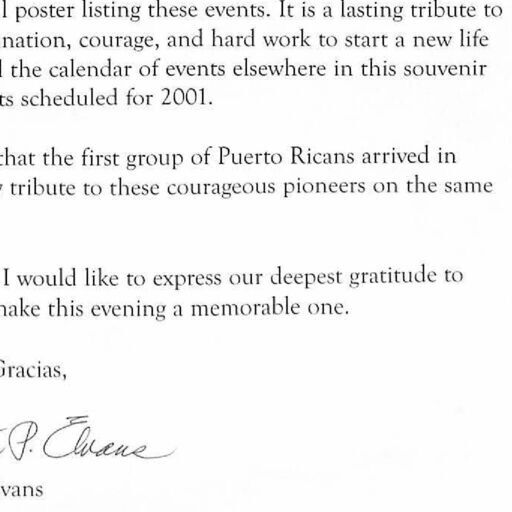 l poster listing these events. It is a lasting tribute to
nation, courage, and hard work to start a new life
the calendar of events elsewhere in this souvenir
ts scheduled for 2001.
that the first group of Puerto Ricans arrived in
tribute to these courageous pioneers on the same
I would like to express our deepest gratitude to
make this evening a memorable one.
Gracias,
P. Evans
vans